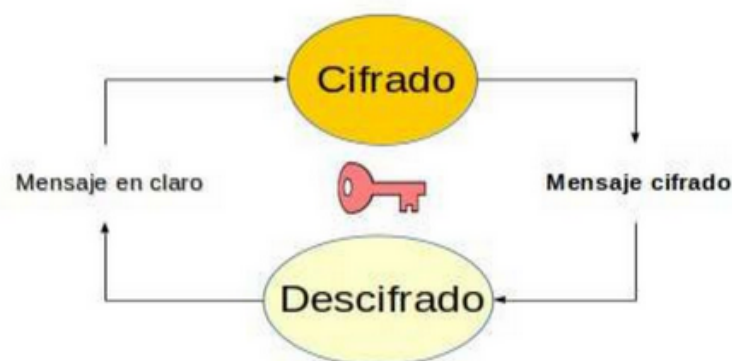 Cifrado
Mensaje en claro
Mensaje cifrado
Descifrado